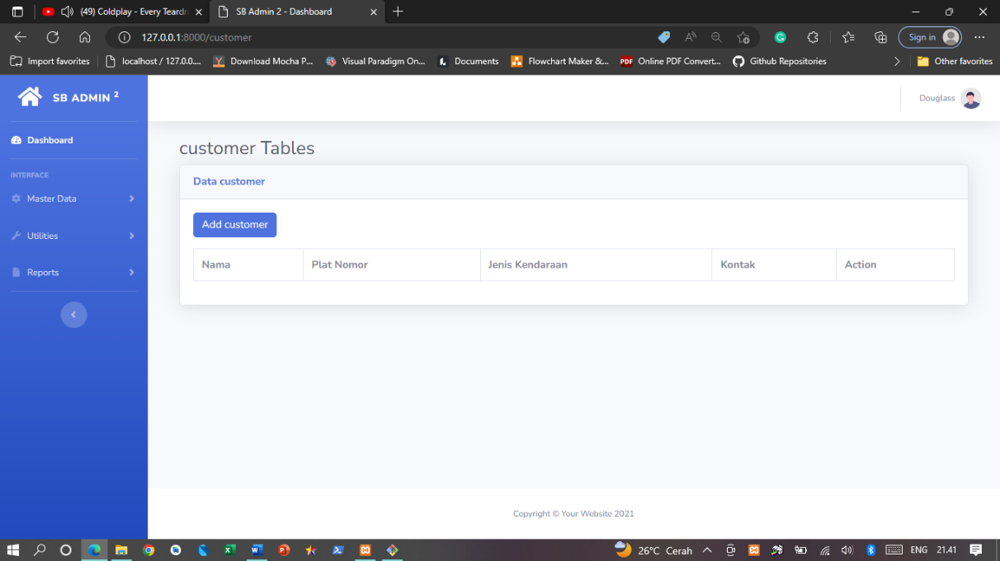 (49) Coldplay - Every Teardr
SB Admin 2 - Dashboard
127.0.0.1:8000/customer
Sign in
Import favorites
localhost / 127.0.0....
Download Mocha P...
Visual Paradigm On...
Documents
Flowchart Maker &...
PDF
Online PDF Convert...
Github Repositories
Other favorites
SB ADMIN 2
Douglass
Dashboard
INTERFACE
Master Data
Utilities
Reports
customer Tables
Data customer
Add customer
Nama
Plat Nomor
Jenis Kendaraan
Kontak
Action
Copyright © Your Website 2021
26°C Cerah
ENG
21.41